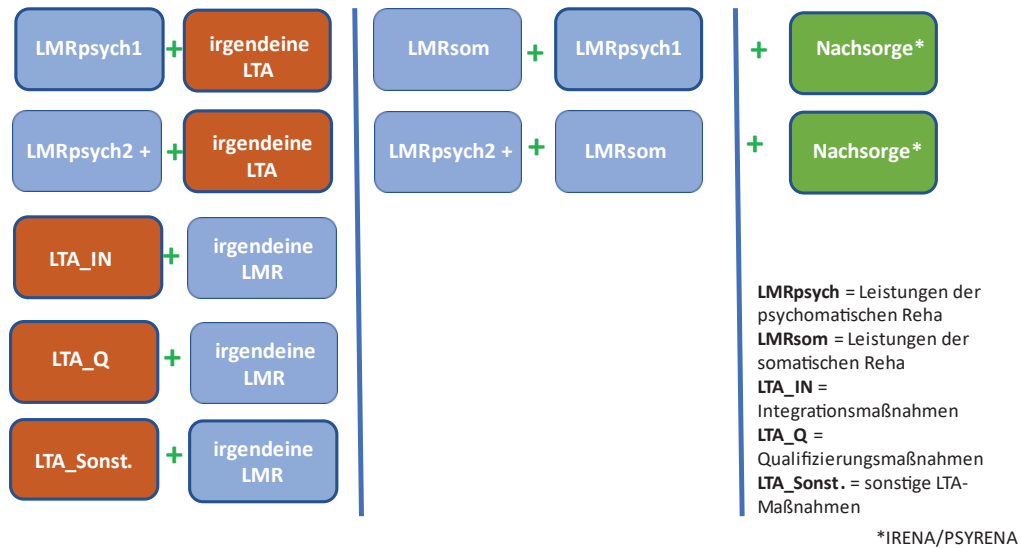 LMRpsych1
+
irgendeine
LTA
LMRpsych2 +
+
irgendeine
LTA
LTA_IN
+
irgendeine
LMR
LTA_Q
+
irgendeine
LMR
LTA_Sonst.
+
irgendeine
LMR
LMRsom
+
LMRpsych1
LMRpsych2 +
+
LMRsom
+
Nachsorge*
+
Nachsorge*
LMRpsych = Leistungen der
psychomatischen Reha
LMRsom = Leistungen der
somatischen Reha
LTA_IN =
Integrationsmaßnahmen
LTA_Q =
Qualifizierungsmaßnahmen
LTA_Sonst. = sonstige LTA-
Maßnahmen
*IRENA/PSYRENA